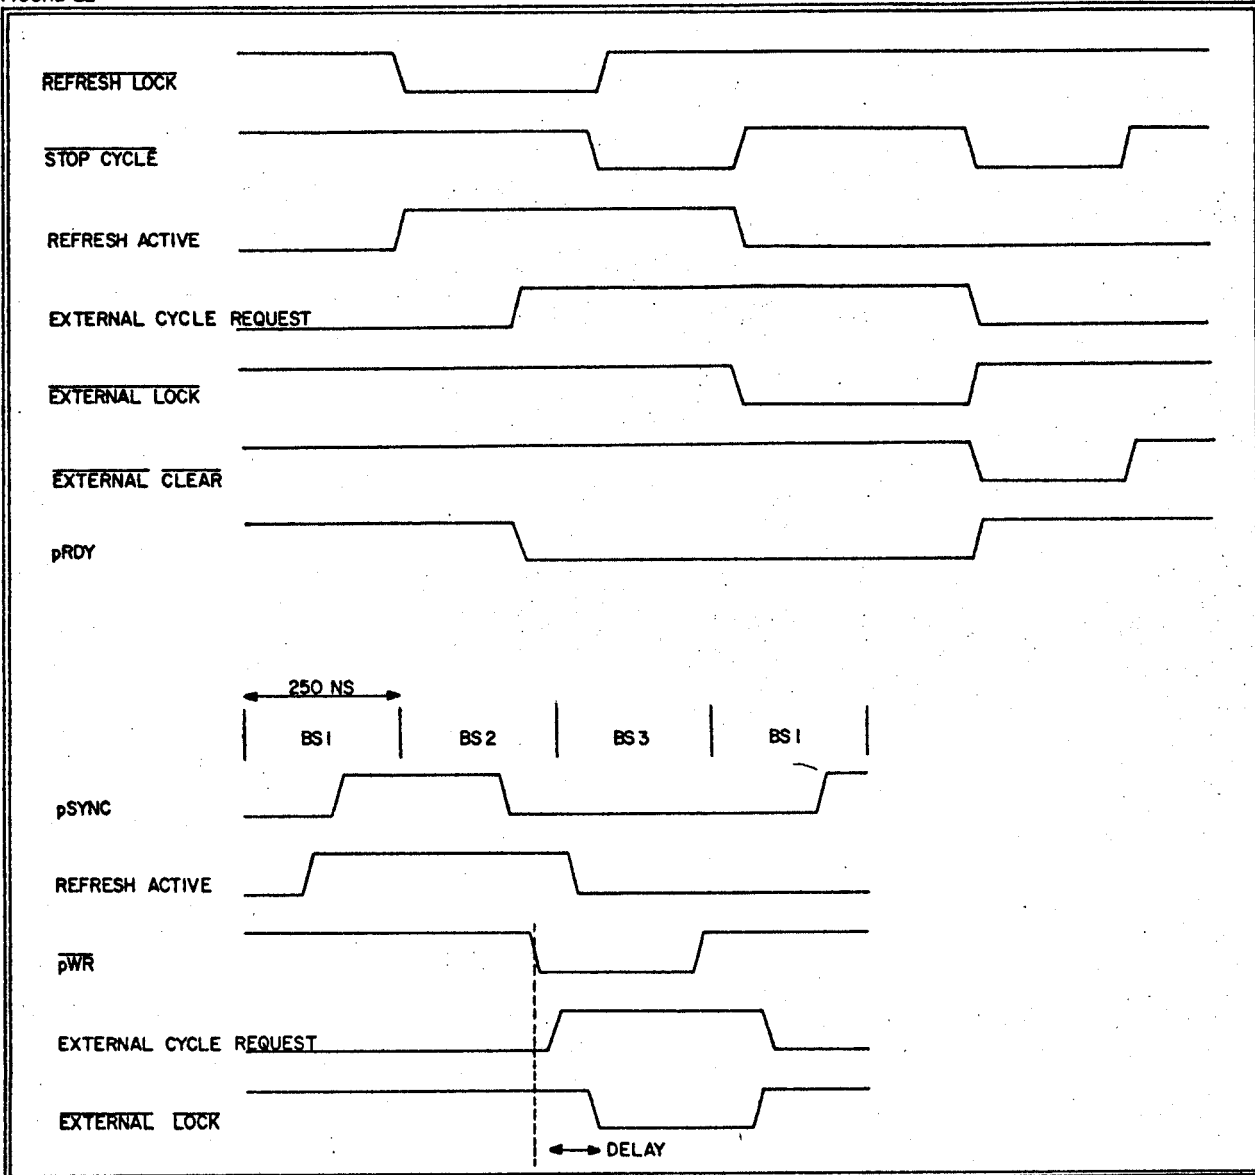 REFRESH LOCK
STOP CYCLE
REFRESH ACTIVE
EXTERNAL CYCLE REQUEST
EXTERNAL LOCK
EXTERNAL CLEAR
pRDY
250 NS
BS1 BS2 BS3 BS1
pSYNC
REFRESH ACTIVE
pWR
EXTERNAL CYCLE REQUEST
EXTERNAL LOCK
DELAY